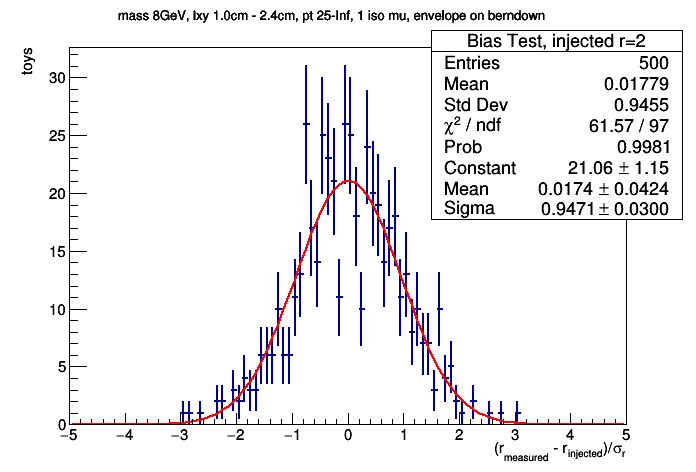 mass 8GeV, lxy 1.0cm - 2.4cm, pt 25-Inf, 1 iso mu, envelope on berndown
Bias Test, injected r=2
Entries 500
Mean 0.01779
Std Dev 0.9455
χ² / ndf 61.57 / 97
Prob 0.9981
Constant 21.06 ± 1.15
Mean 0.0174 ± 0.0424
Sigma 0.9471 ± 0.0300
toys
30
25
20
15
10
5
0
−5 −4 −3 −2 −1 0 1 2 3 4 5
(r_measured - r_injected)/σ_r